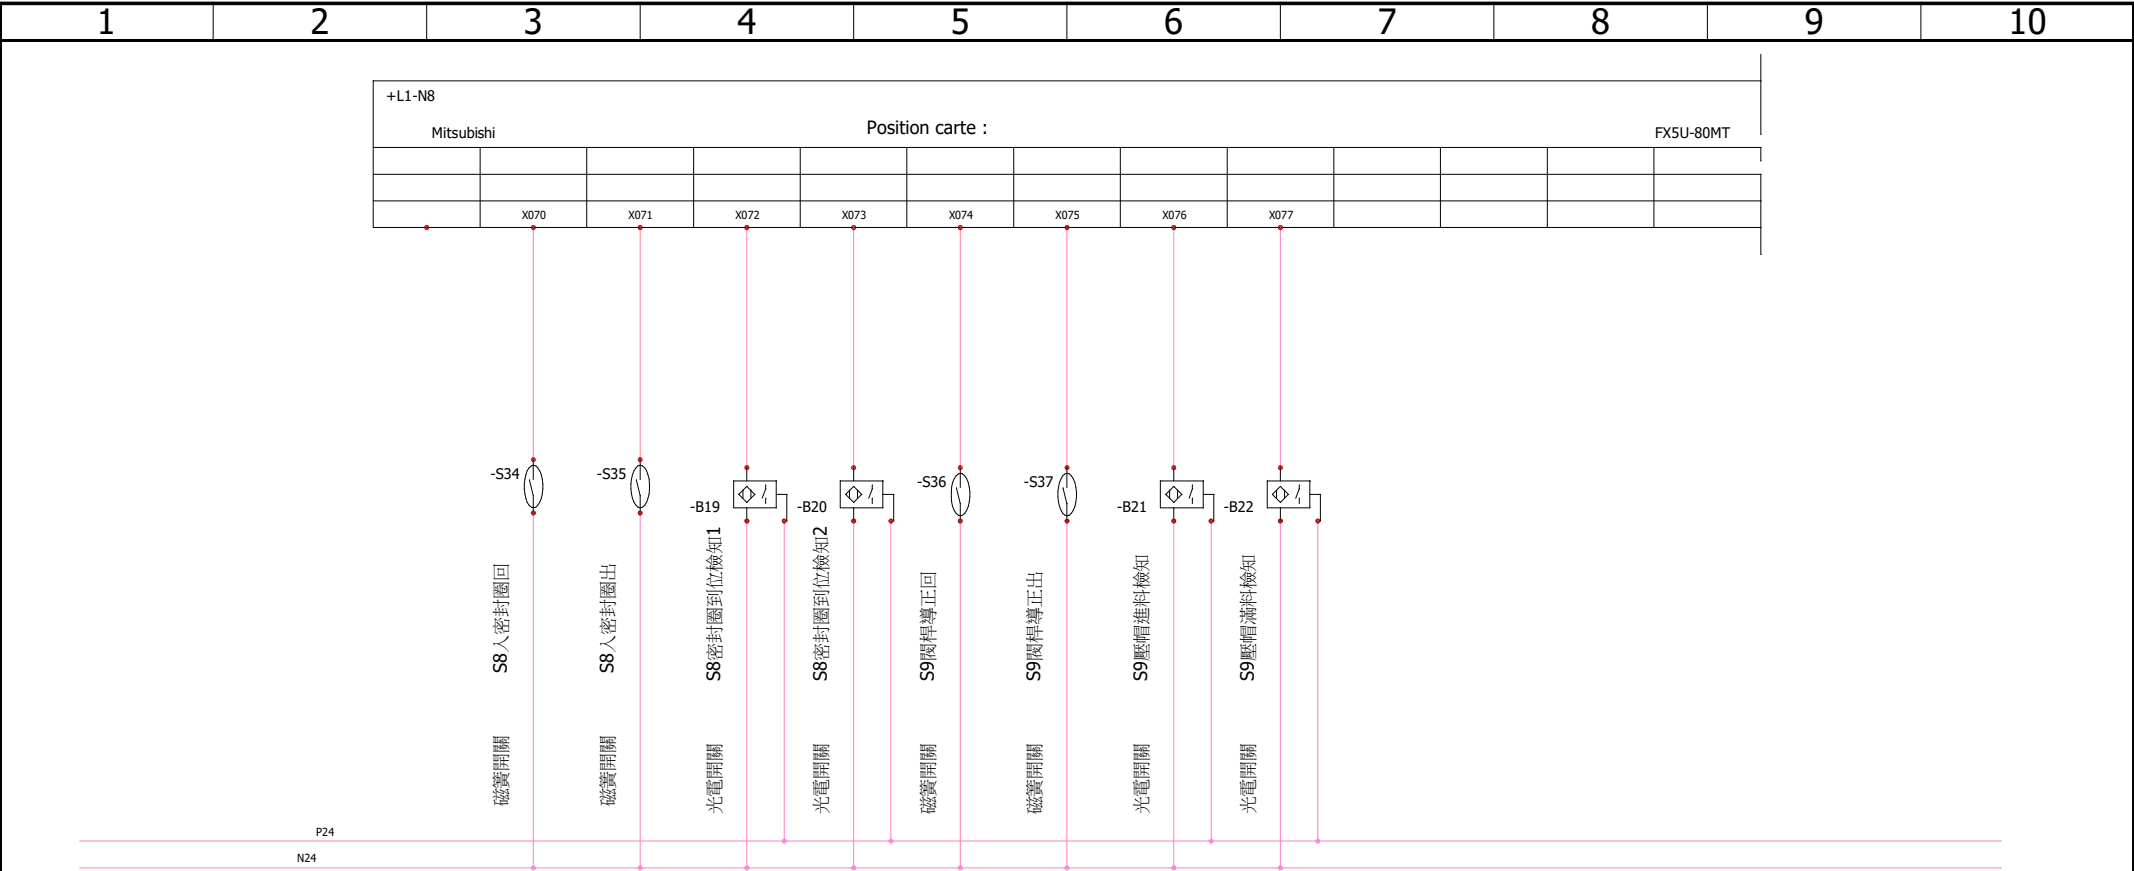 1 2 3 4 5 6 7 8 9 10
+L1-N8
Mitsubishi
Position carte :
FX5U-80MT
X070 X071 X072 X073 X074 X075 X076 X077
-S34
-S35
-B19
-B20
-S36
-S37
-B21
-B22
S8入密封圈回
S8入密封圈出
S8密封圈到位檢知1
S8密封圈到位檢知2
S9閥桿導正回
S9閥桿導正出
S9壓帽進料檢知
S9壓帽滿料檢知
磁簧開關
磁簧開關
光電開關
光電開關
磁簧開關
磁簧開關
光電開關
光電開關
P24
N24